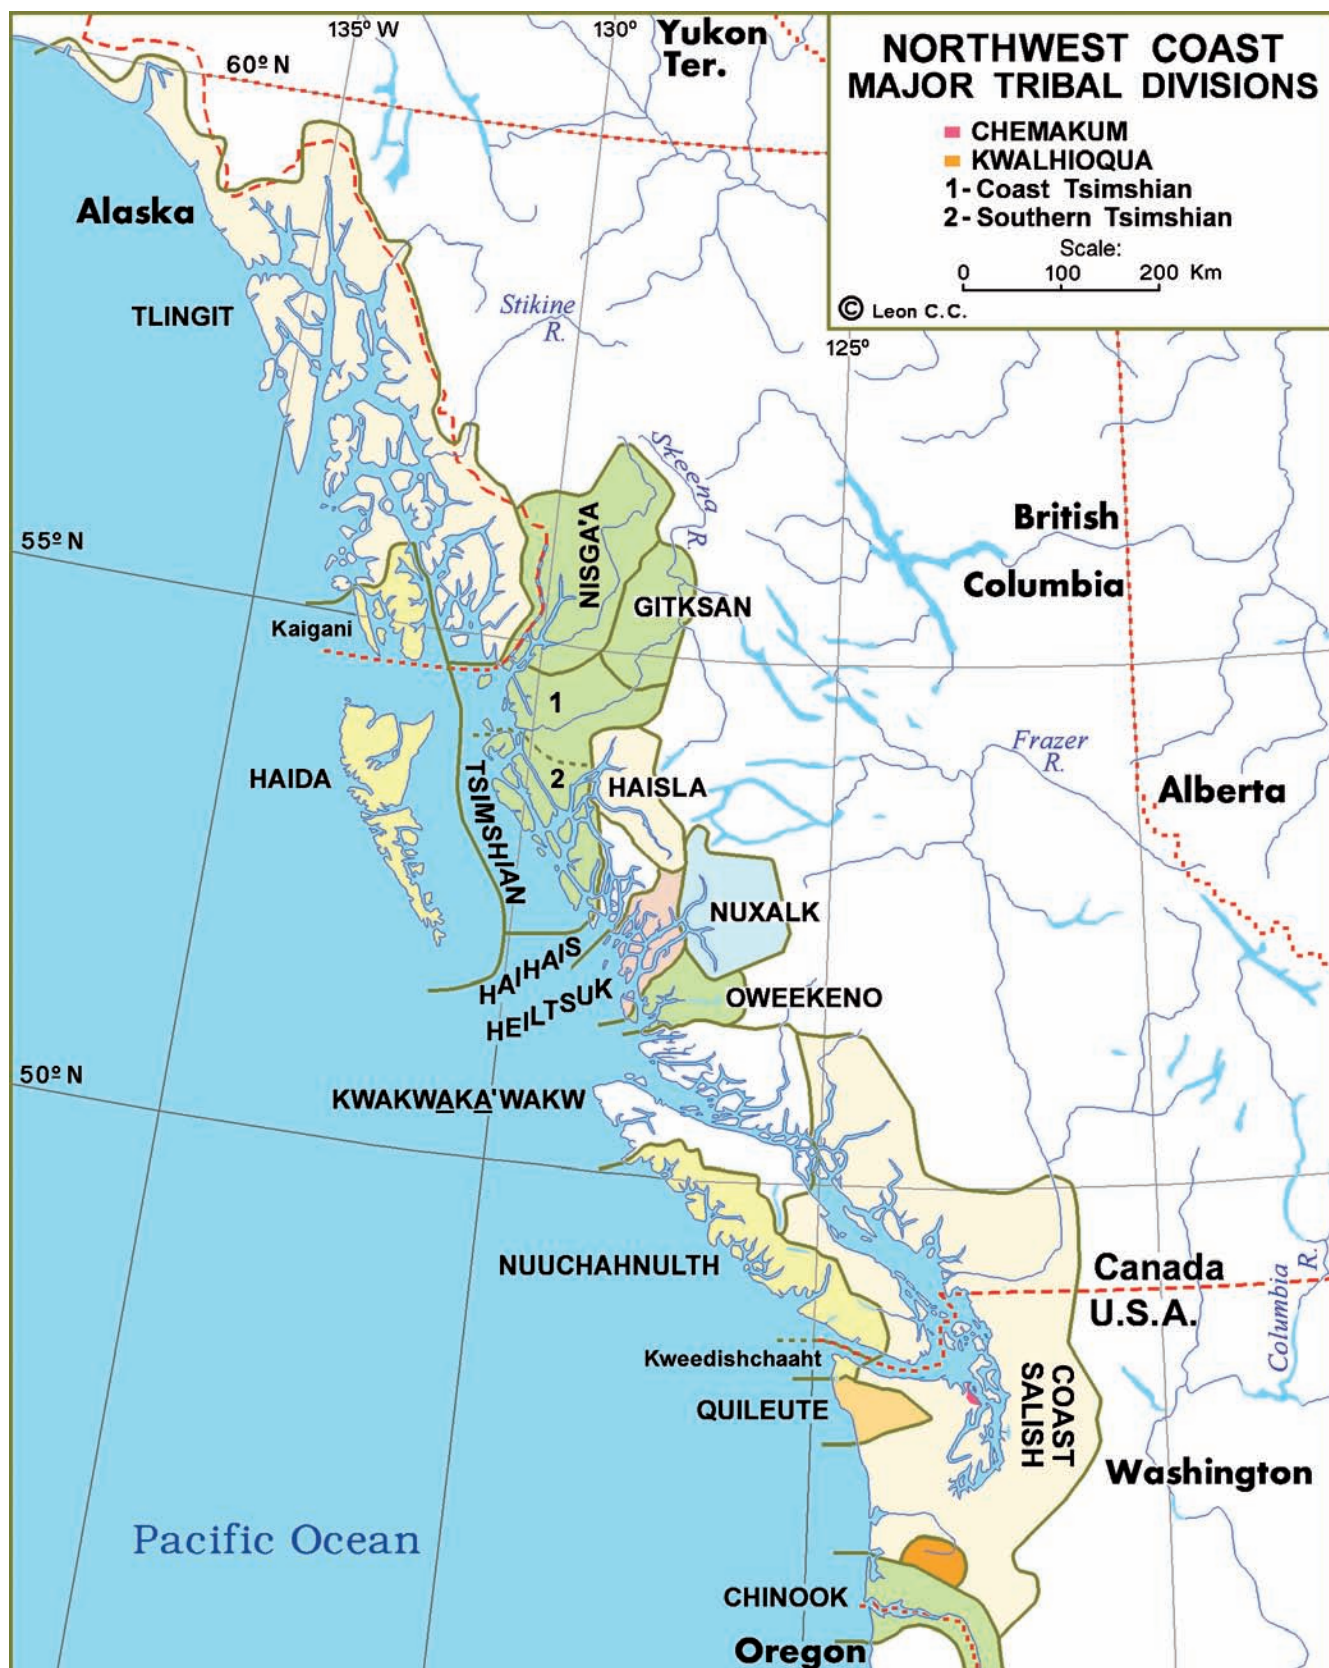 NORTHWEST COAST
MAJOR TRIBAL DIVISIONS
CHEMAKUM
KWALHIOQUA
1- Coast Tsimshian
2- Southern Tsimshian
Scale:
0 100 200 Km
© Leon C.C.
135º W
130º
Yukon
Ter.
60º N
Alaska
TLINGIT
Stikine
R.
125º
Skeena
R.
55º N
NISGA'A
British
Columbia
GITKSAN
Kaigani
1
Frazer
R.
HAIDA
TSIMSHIAN
2
HAISLA
Alberta
NUXALK
HAIHAIS
HEILTSUK
OWEEKENO
50º N
KWAKWAKA'WAKW
NUUCHAHNULTH
Canada
U.S.A.
Columbia
R.
Kweedishchaaht
QUILEUTE
COAST
SALISH
Washington
Pacific Ocean
CHINOOK
Oregon